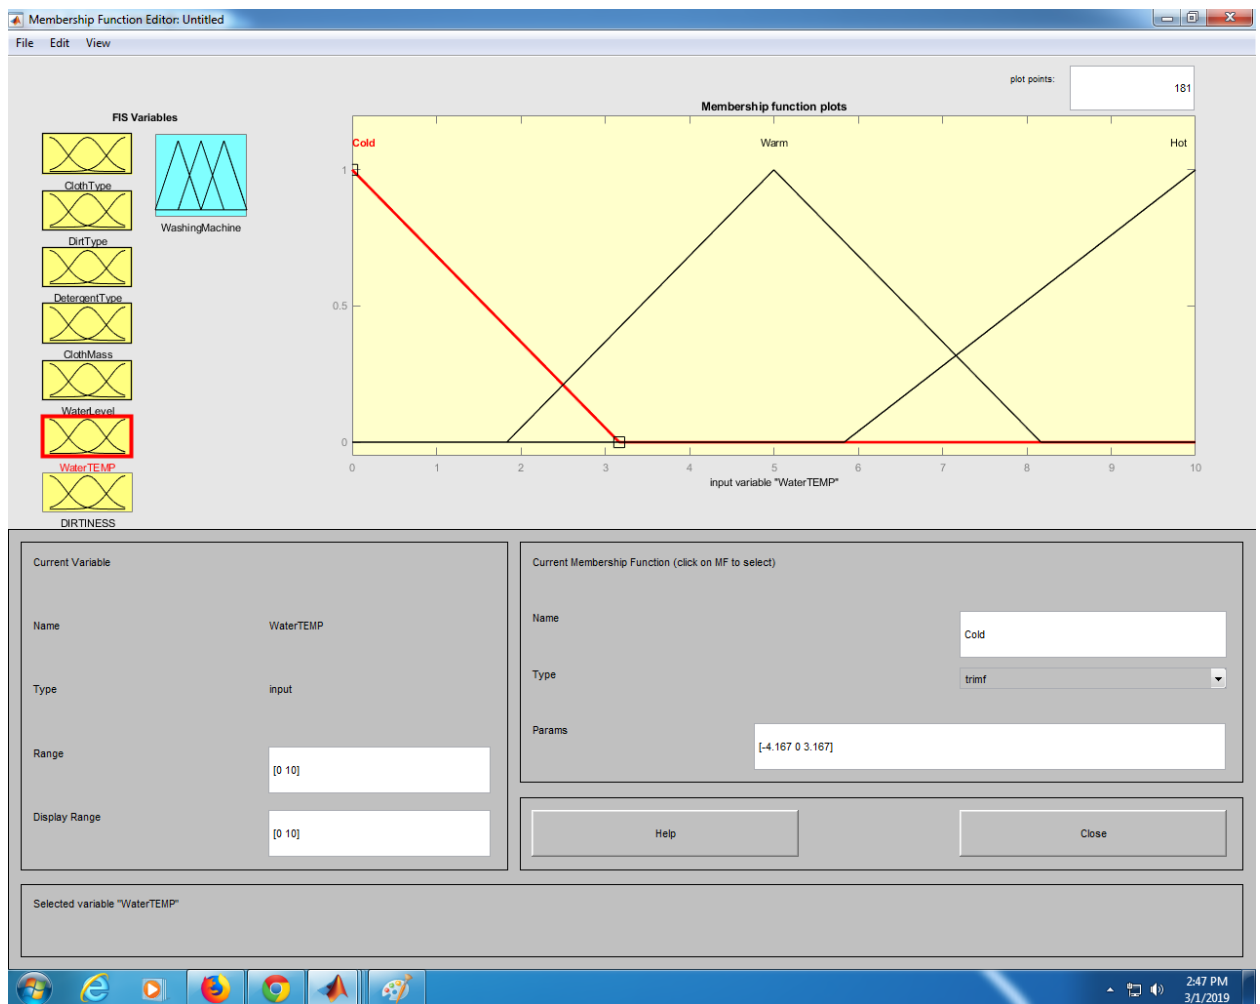 Membership Function Editor: Untitled
File Edit View
plot points:
181
FIS Variables
ClothType
DirtType
DetergentType
ClothMass
WaterLevel
WaterTEMP
DIRTINESS
WashingMachine
Membership function plots
Cold Warm Hot
1
0.5
0
0 1 2 3 4 5 6 7 8 9 10
input variable "WaterTEMP"
Current Variable
Name WaterTEMP
Type input
Range [0 10]
Display Range [0 10]
Current Membership Function (click on MF to select)
Name Cold
Type trimf
Params [-4.167 0 3.167]
Help Close
Selected variable "WaterTEMP"
2:47 PM
3/1/2019